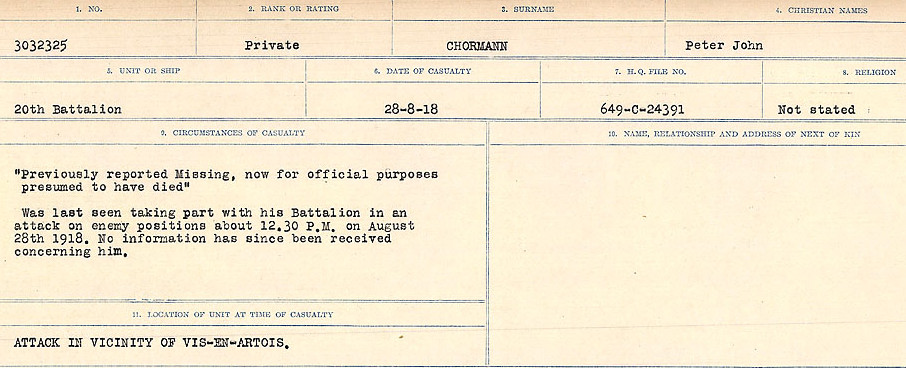 1. NO. 2. RANK OR RATING 3. SURNAME 4. CHRISTIAN NAMES
3032325 Private CHORMANN Peter John
5. UNIT OR SHIP 6. DATE OF CASUALTY 7. H.Q. FILE NO. 8. RELIGION
20th Battalion 28-8-18 649-C-24391 Not stated
9. CIRCUMSTANCES OF CASUALTY 10. NAME, RELATIONSHIP AND ADDRESS OF NEXT OF KIN
"Previously reported Missing, now for official purposes
presumed to have died"
Was last seen taking part with his Battalion in an
attack on enemy positions about 12.30 P.M. on August
28th 1918. No information has since been received
concerning him.
11. LOCATION OF UNIT AT TIME OF CASUALTY
ATTACK IN VICINITY OF VIS-EN-ARTOIS.